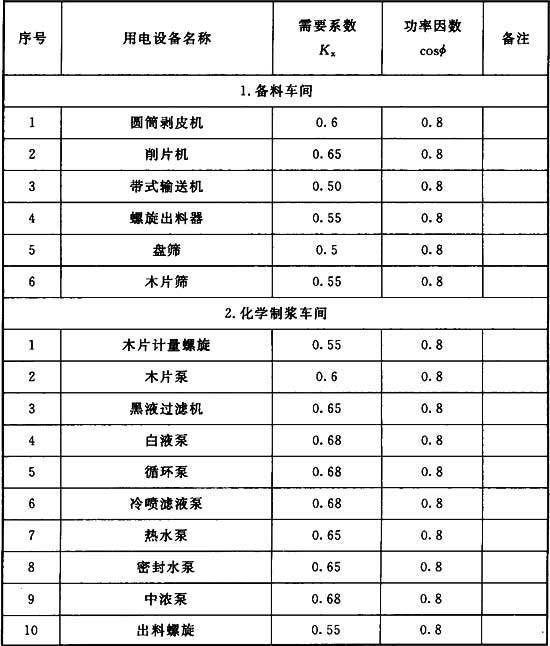 序号 用电设备名称 需要系数 Kx 功率因数 cosϕ 备注
1.备料车间
1 圆筒剥皮机 0.6 0.8
2 削片机 0.65 0.8
3 带式输送机 0.50 0.8
4 螺旋出料器 0.55 0.8
5 盘筛 0.5 0.8
6 木片筛 0.55 0.8
2.化学制浆车间
1 木片计量螺旋 0.55 0.8
2 木片泵 0.6 0.8
3 黑液过滤机 0.65 0.8
4 白液泵 0.68 0.8
5 循环泵 0.68 0.8
6 冷喷滤液泵 0.68 0.8
7 热水泵 0.65 0.8
8 密封水泵 0.65 0.8
9 中浓泵 0.68 0.8
10 出料螺旋 0.55 0.8